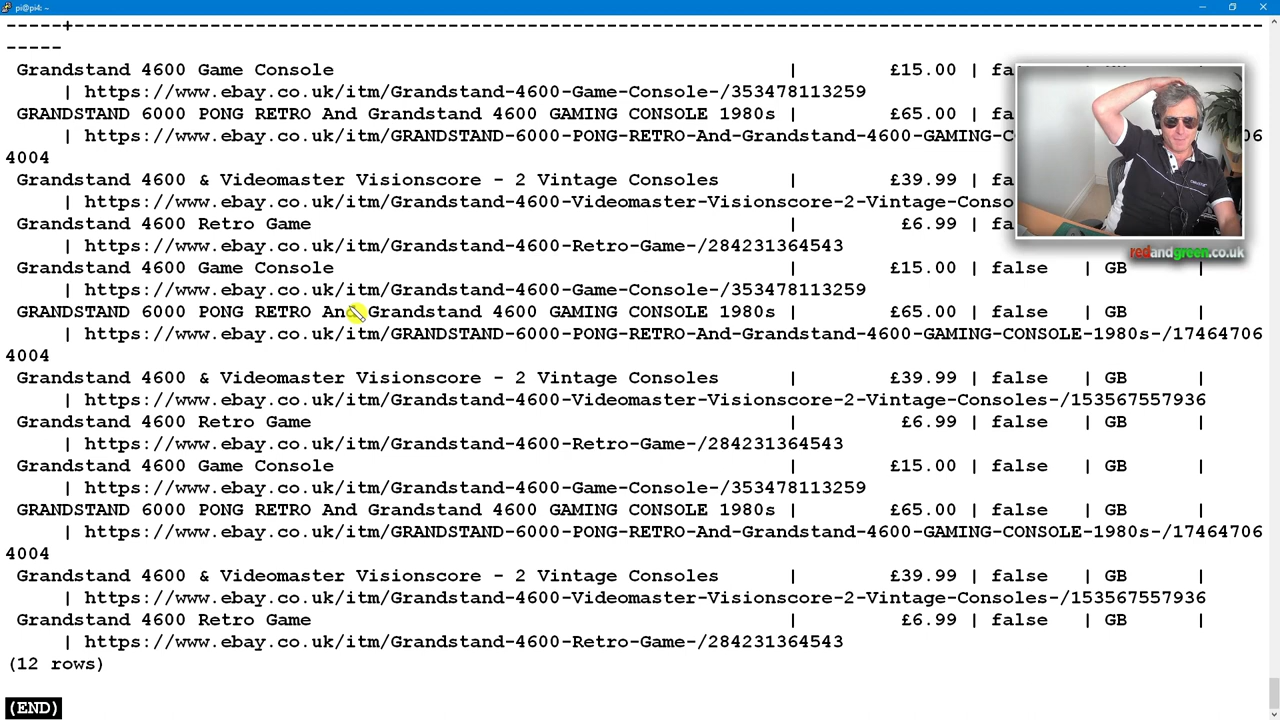 pi@pi4: ~
-----+----------------------------------------------------------------------------------------------------------
-----
Grandstand 4600 Game Console | £15.00 | fa
| https://www.ebay.co.uk/itm/Grandstand-4600-Game-Console-/353478113259
GRANDSTAND 6000 PONG RETRO And Grandstand 4600 GAMING CONSOLE 1980s | £65.00 | fa
| https://www.ebay.co.uk/itm/GRANDSTAND-6000-PONG-RETRO-And-Grandstand-4600-GAMING-C 06
4004
Grandstand 4600 & Videomaster Visionscore - 2 Vintage Consoles | £39.99 | fa
| https://www.ebay.co.uk/itm/Grandstand-4600-Videomaster-Visionscore-2-Vintage-Conso
Grandstand 4600 Retro Game | £6.99 | fa
| https://www.ebay.co.uk/itm/Grandstand-4600-Retro-Game-/284231364543
redandgreen.co.uk
Grandstand 4600 Game Console | £15.00 | false | GB |
| https://www.ebay.co.uk/itm/Grandstand-4600-Game-Console-/353478113259
GRANDSTAND 6000 PONG RETRO And Grandstand 4600 GAMING CONSOLE 1980s | £65.00 | false | GB |
| https://www.ebay.co.uk/itm/GRANDSTAND-6000-PONG-RETRO-And-Grandstand-4600-GAMING-CONSOLE-1980s-/17464706
4004
Grandstand 4600 & Videomaster Visionscore - 2 Vintage Consoles | £39.99 | false | GB |
| https://www.ebay.co.uk/itm/Grandstand-4600-Videomaster-Visionscore-2-Vintage-Consoles-/153567557936
Grandstand 4600 Retro Game | £6.99 | false | GB |
| https://www.ebay.co.uk/itm/Grandstand-4600-Retro-Game-/284231364543
Grandstand 4600 Game Console | £15.00 | false | GB |
| https://www.ebay.co.uk/itm/Grandstand-4600-Game-Console-/353478113259
GRANDSTAND 6000 PONG RETRO And Grandstand 4600 GAMING CONSOLE 1980s | £65.00 | false | GB |
| https://www.ebay.co.uk/itm/GRANDSTAND-6000-PONG-RETRO-And-Grandstand-4600-GAMING-CONSOLE-1980s-/17464706
4004
Grandstand 4600 & Videomaster Visionscore - 2 Vintage Consoles | £39.99 | false | GB |
| https://www.ebay.co.uk/itm/Grandstand-4600-Videomaster-Visionscore-2-Vintage-Consoles-/153567557936
Grandstand 4600 Retro Game | £6.99 | false | GB |
| https://www.ebay.co.uk/itm/Grandstand-4600-Retro-Game-/284231364543
(12 rows)
(END)